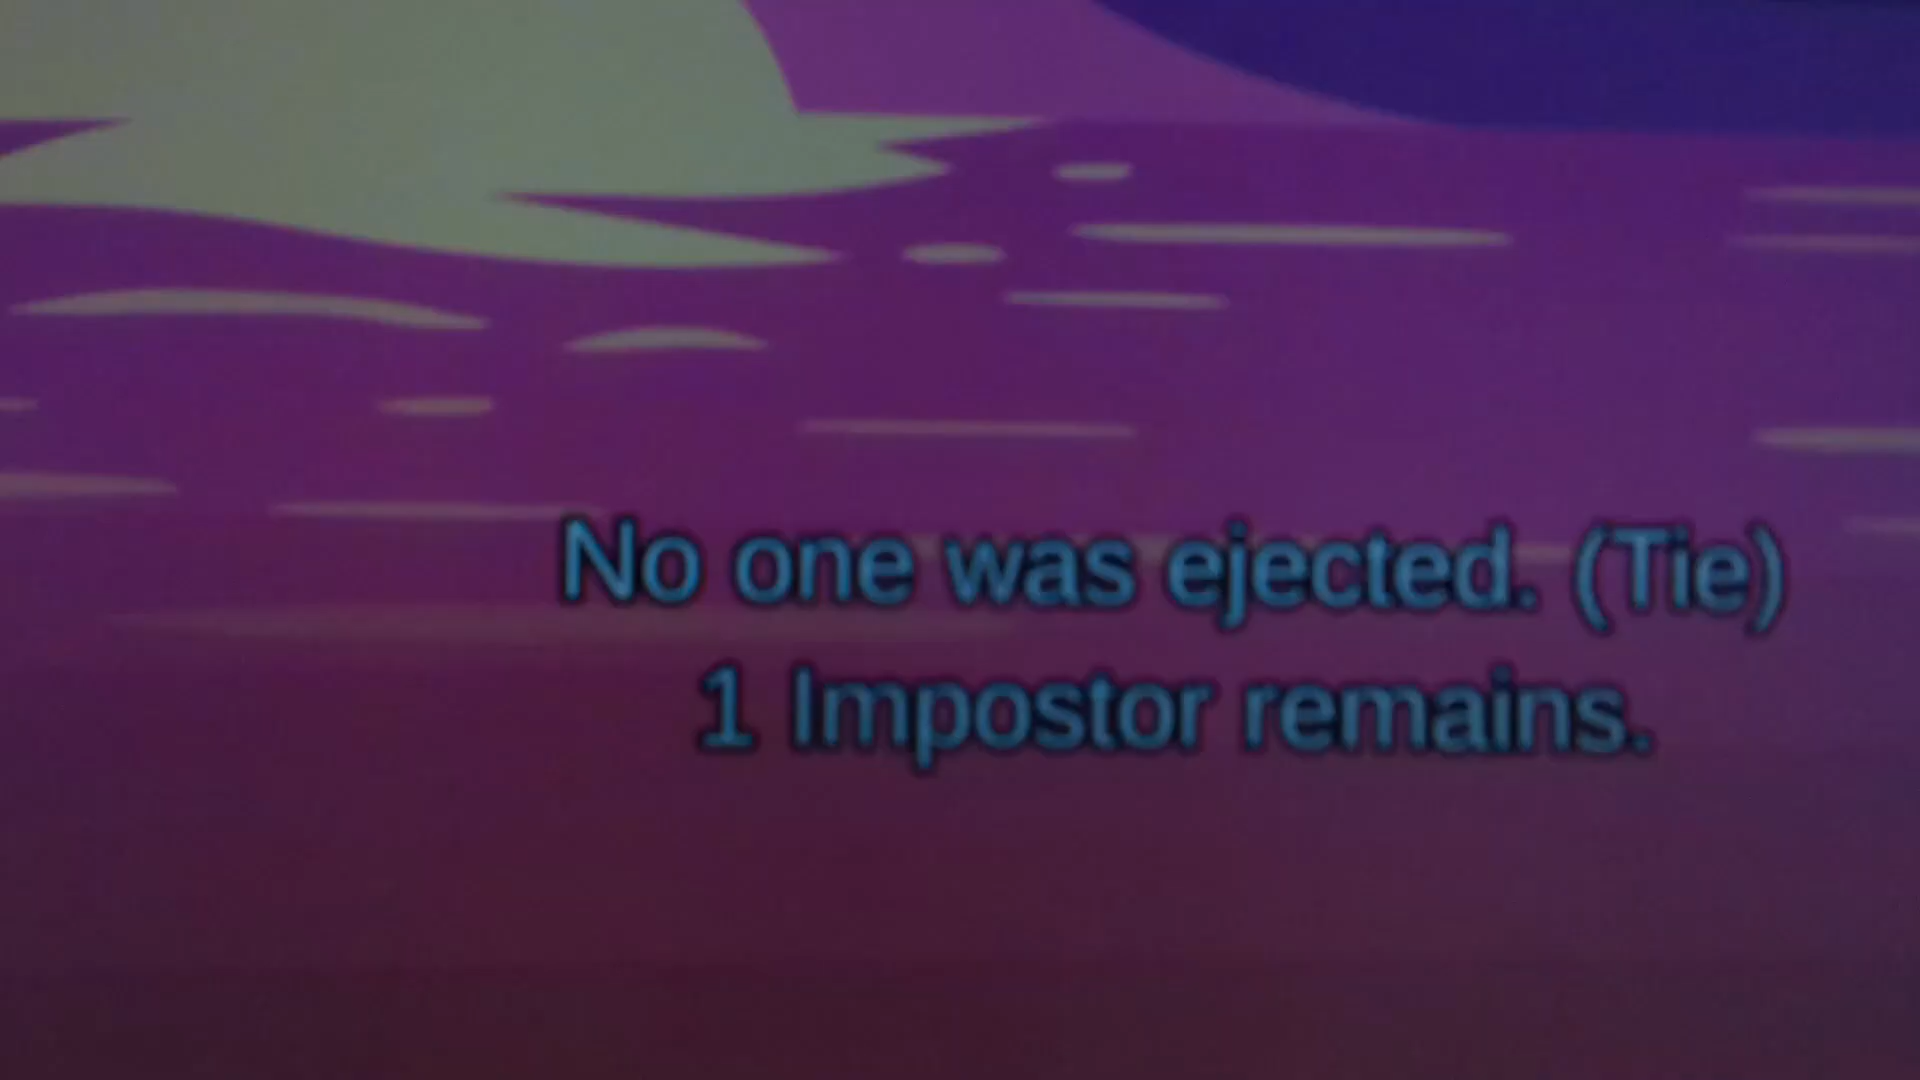 No one was ejected. (Tie)
1 Impostor remains.